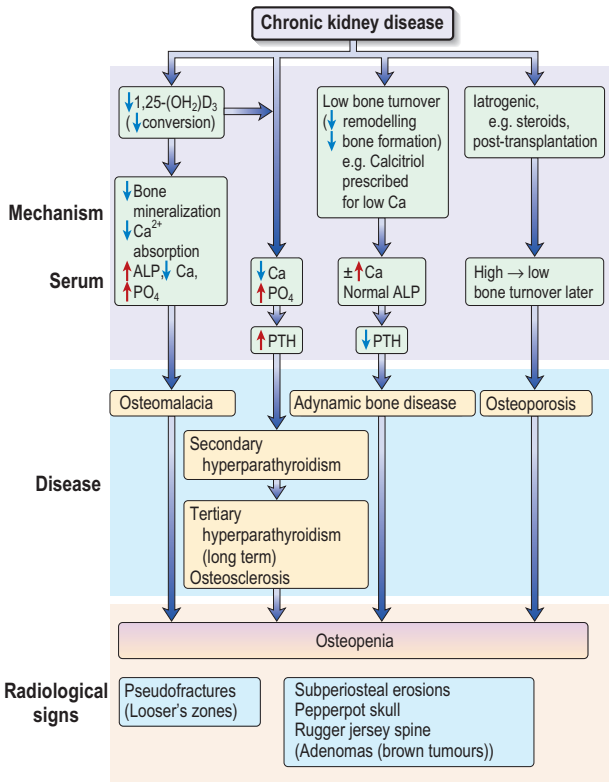 Chronic kidney disease
↓1,25-(OH₂)D₃
(↓conversion)
Low bone turnover
(↓ remodelling
↓ bone formation)
e.g. Calcitriol
prescribed
for low Ca
Iatrogenic,
e.g. steroids,
post-transplantation
Mechanism
↓Bone
mineralization
↓Ca²⁺
absorption
↑ALP,↓Ca,
↑PO₄
Serum
↓Ca
↑PO₄
± ↑Ca
Normal ALP
High → low
bone turnover later
↑PTH
↓PTH
Osteomalacia
Adynamic bone disease
Osteoporosis
Disease
Secondary
hyperparathyroidism
Tertiary
hyperparathyroidism
(long term)
Osteosclerosis
Osteopenia
Radiological
signs
Pseudofractures
(Looser's zones)
Subperiosteal erosions
Pepperpot skull
Rugger jersey spine
(Adenomas (brown tumours))